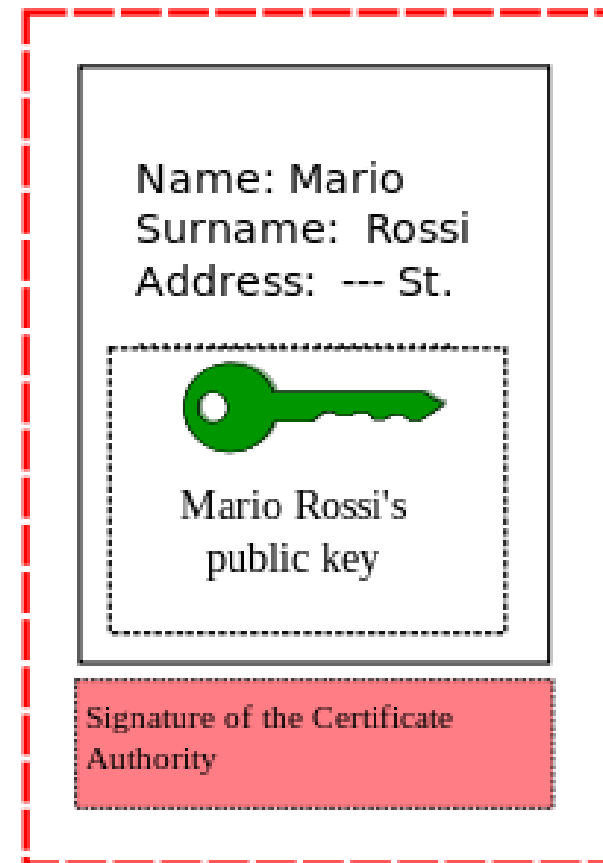 Name: Mario
Surname: Rossi
Address: --- St.
Mario Rossi's
public key
Signature of the Certificate
Authority